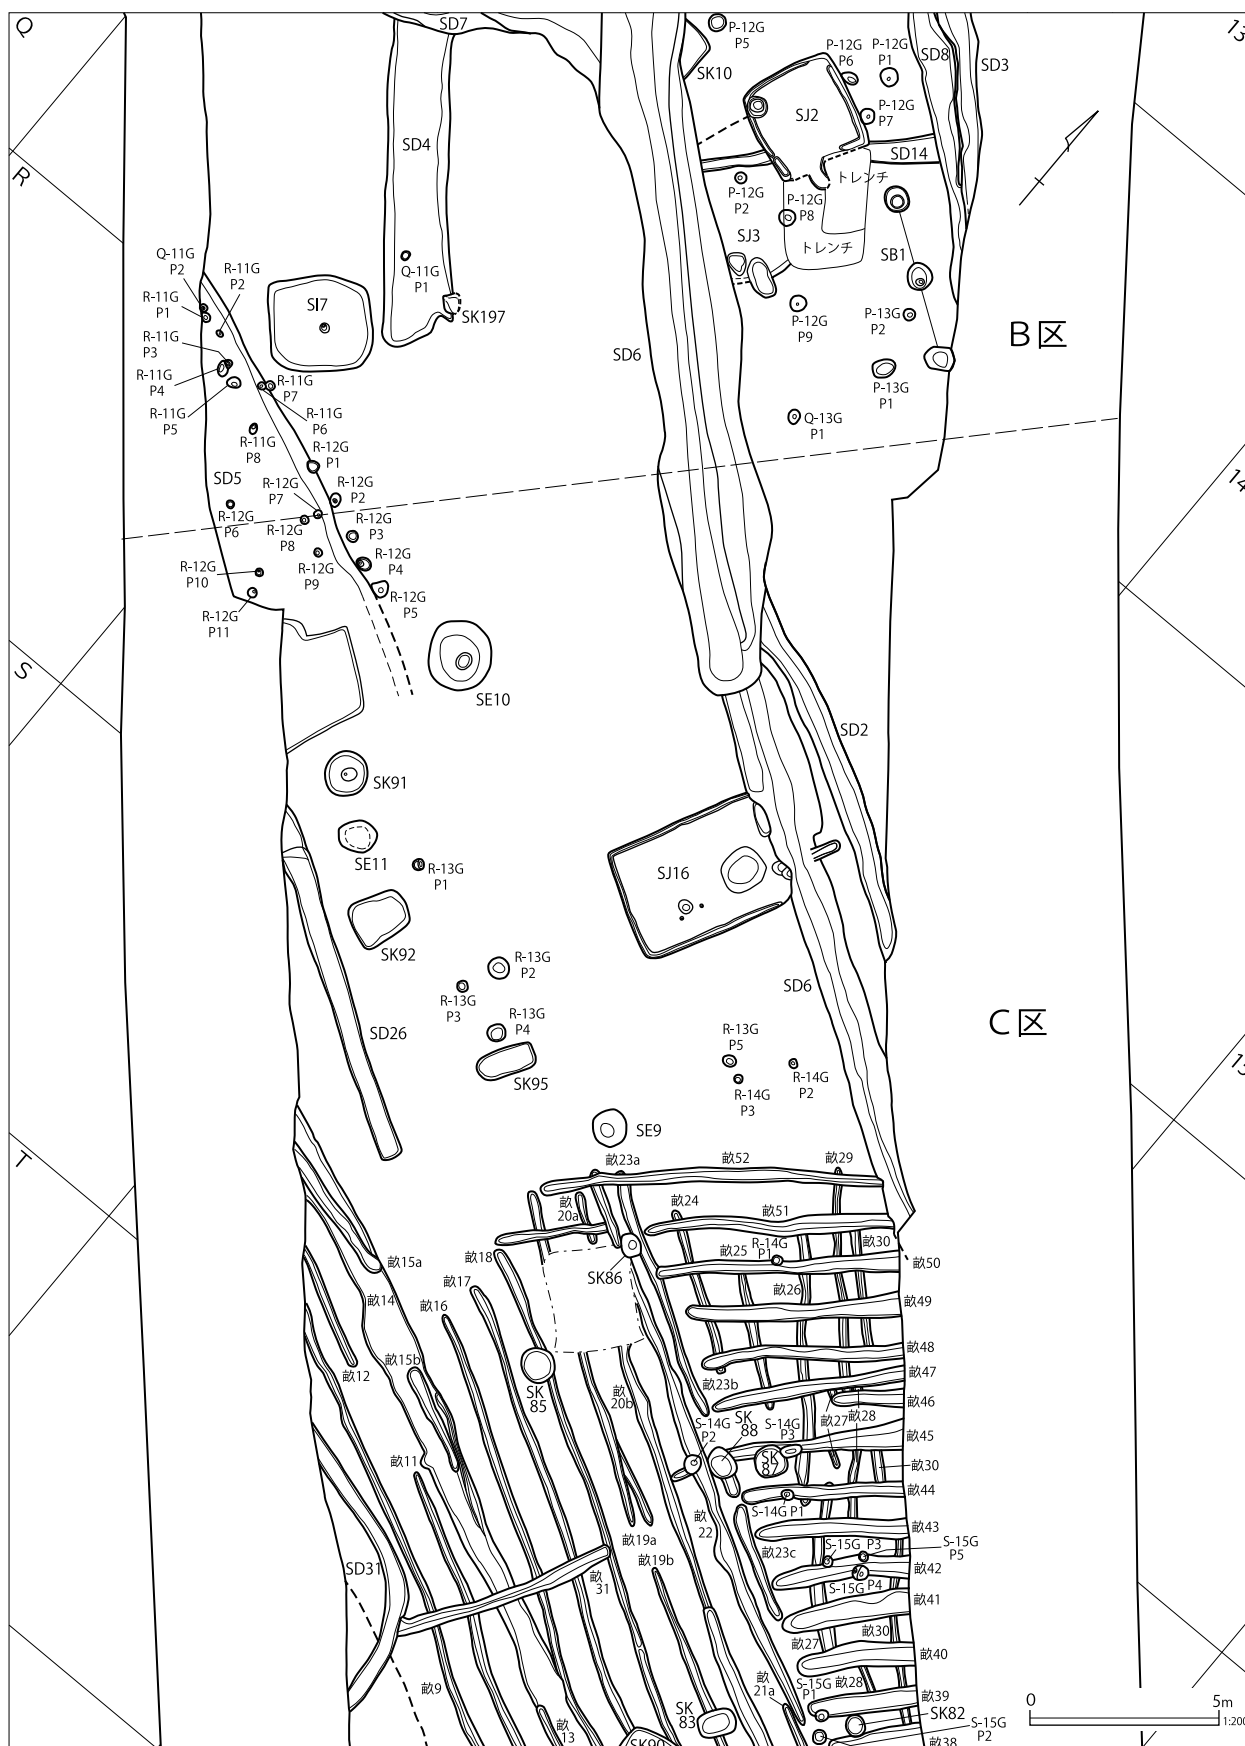 Q
SD7
P-12G
P5
P-12G
P6
P-12G
P1
SD8
SD3
13
SK10
SJ2
P-12G
P7
SD4
SD14
R
トレンチ
P-12G
P2
P-12G
P8
SJ3
トレンチ
SB1
Q-11G
P2
R-11G
P2
Q-11G
P1
R-11G
P1
SI7
SK197
P-12G
P9
P-13G
P2
B区
R-11G
P3
SD6
R-11G
P4
R-11G
P7
P-13G
P1
R-11G
P5
R-11G
P6
Q-13G
P1
R-11G
P8
R-12G
P1
SD5
R-12G
P7
R-12G
P2
14
R-12G
P6
R-12G
P8
R-12G
P3
R-12G
P10
R-12G
P9
R-12G
P4
R-12G
P5
R-12G
P11
S
SE10
SD2
SK91
SE11
R-13G
P1
SJ16
SK92
R-13G
P2
SD6
R-13G
P3
C区
SD26
R-13G
P4
R-13G
P5
SK95
R-14G
P2
R-14G
P3
SE9
T
畝23a
畝52
畝29
畝
20a
畝24
畝51
R-14G
P1
畝25
畝30
畝15a
畝18
畝50
SK86
畝17
畝26
畝14
畝16
畝49
畝48
畝15b
畝12
畝47
SK
85
畝
20b
畝23b
畝46
S-14G
P2
SK
88
S-14G
P3
畝27
畝28
畝45
畝11
SK
87
畝30
畝44
S-14G P1
畝
22
畝43
畝19a
畝23c
S-15G P3
S-15G
P5
SD31
畝19b
畝42
畝
31
S-15G P4
畝41
畝27
畝30
畝40
畝9
畝
21a
S-15G
P1
畝28
畝39
0
5m
1:200
SK
83
SK82
畝
13
S-15G
P2
SK90
畝38